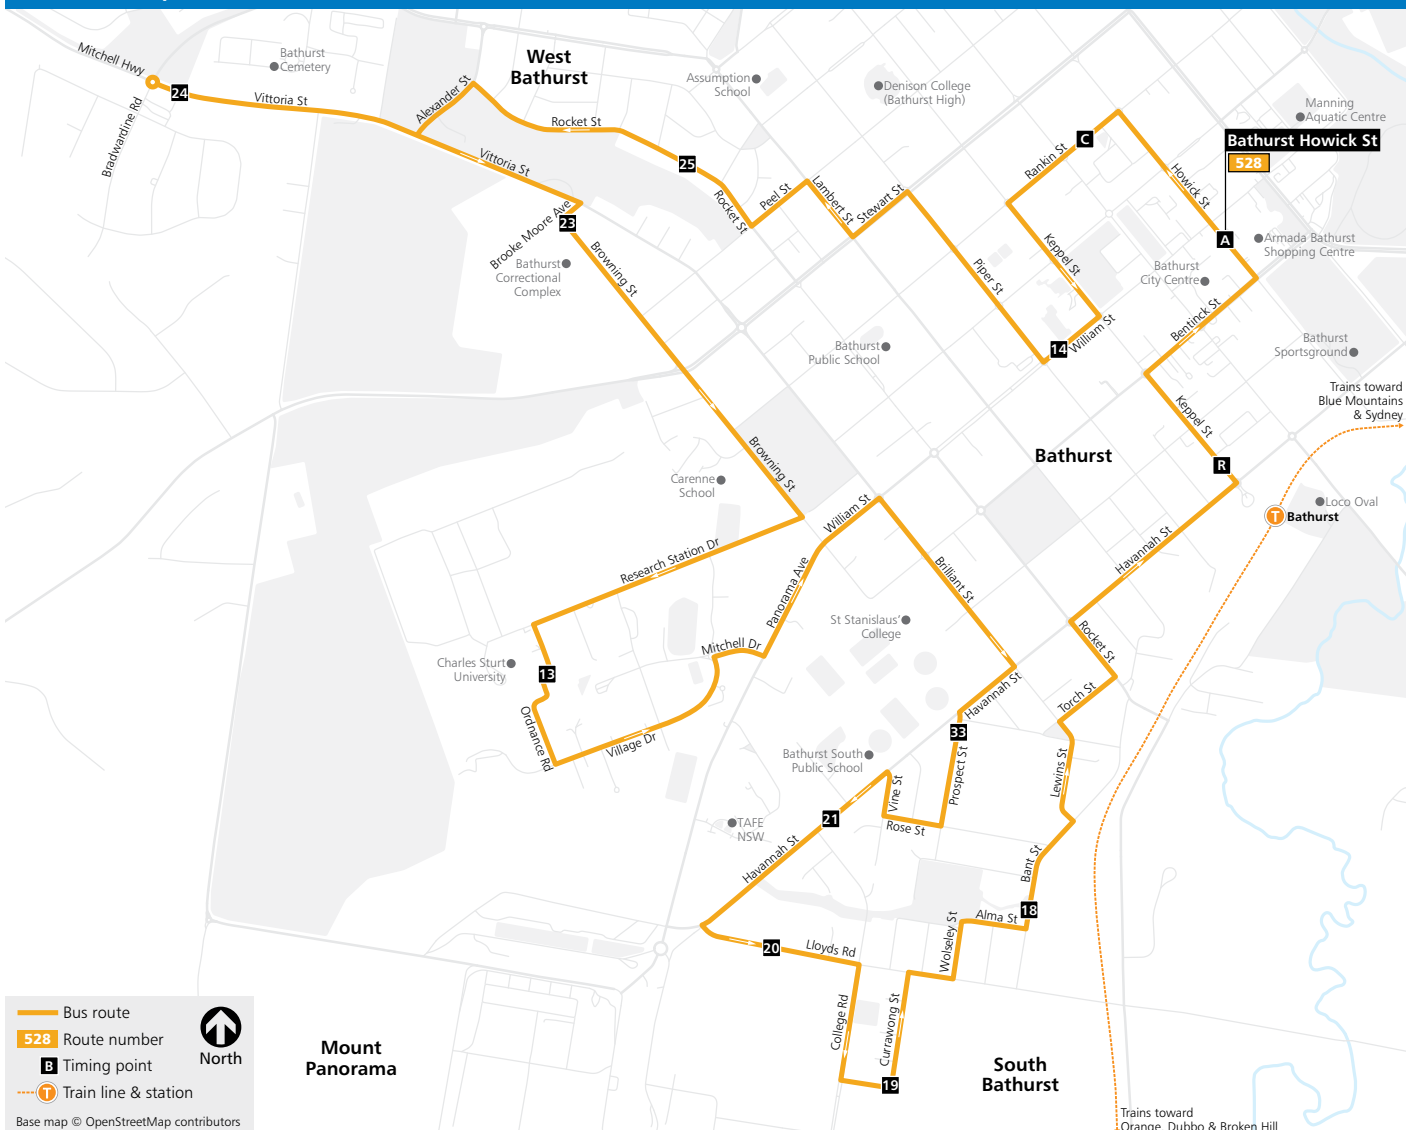 Mitchell Hwy
Bathurst
Cemetery
24
Vittoria St
Bradwardine Rd
Alexander St
West
Bathurst
Rocket St
Assumption
School
Denison College
(Bathurst High)
Manning
Aquatic Centre
Bathurst Howick St
528
C
Rankin St
Howick St
25
Vittoria St
Rocket St
Peel St
Lambert St
Stewart St
Brooke Moore Ave
23
Browning St
Bathurst
Correctional
Complex
Piper St
Keppel St
A
Armada Bathurst
Shopping Centre
Bathurst
City Centre
Bentinck St
14
William St
Bathurst
Public School
Bathurst
Sportsground
Trains toward
Blue Mountains
& Sydney
Keppel St
Bathurst
R
Browning St
Carenne
School
William St
Loco Oval
T
Bathurst
Havannah St
Research Station Dr
Panorama Ave
Brilliant St
St Stanislaus'
College
Rocket St
Mitchell Dr
Charles Sturt
University
13
Ordnance Rd
Village Dr
Havannah St
Torch St
33
Bathurst South
Public School
Prospect St
Vine St
Lewins St
21
Rose St
TAFE
NSW
Havannah St
Bant St
18
Alma St
Wolseley St
20
Lloyds Rd
College Rd
Currawong St
19
South
Bathurst
Mount
Panorama
Bus route
528
Route number
B
Timing point
T
Train line & station
North
Base map © OpenStreetMap contributors
Trains toward
Orange, Dubbo & Broken Hill